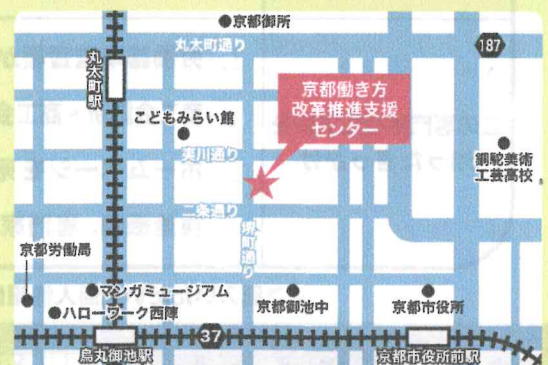 京都御所
丸太町通り
187
丸太町駅
京都働き方
改革推進支援
センター
こどもみらい館
夷川通り
銅駝美術
工芸高校
二条通り
堺町通り
京都労働局
マンガミュージアム
京都御池中
京都市役所
ハローワーク西陣
37
烏丸御池駅
京都市役所前駅